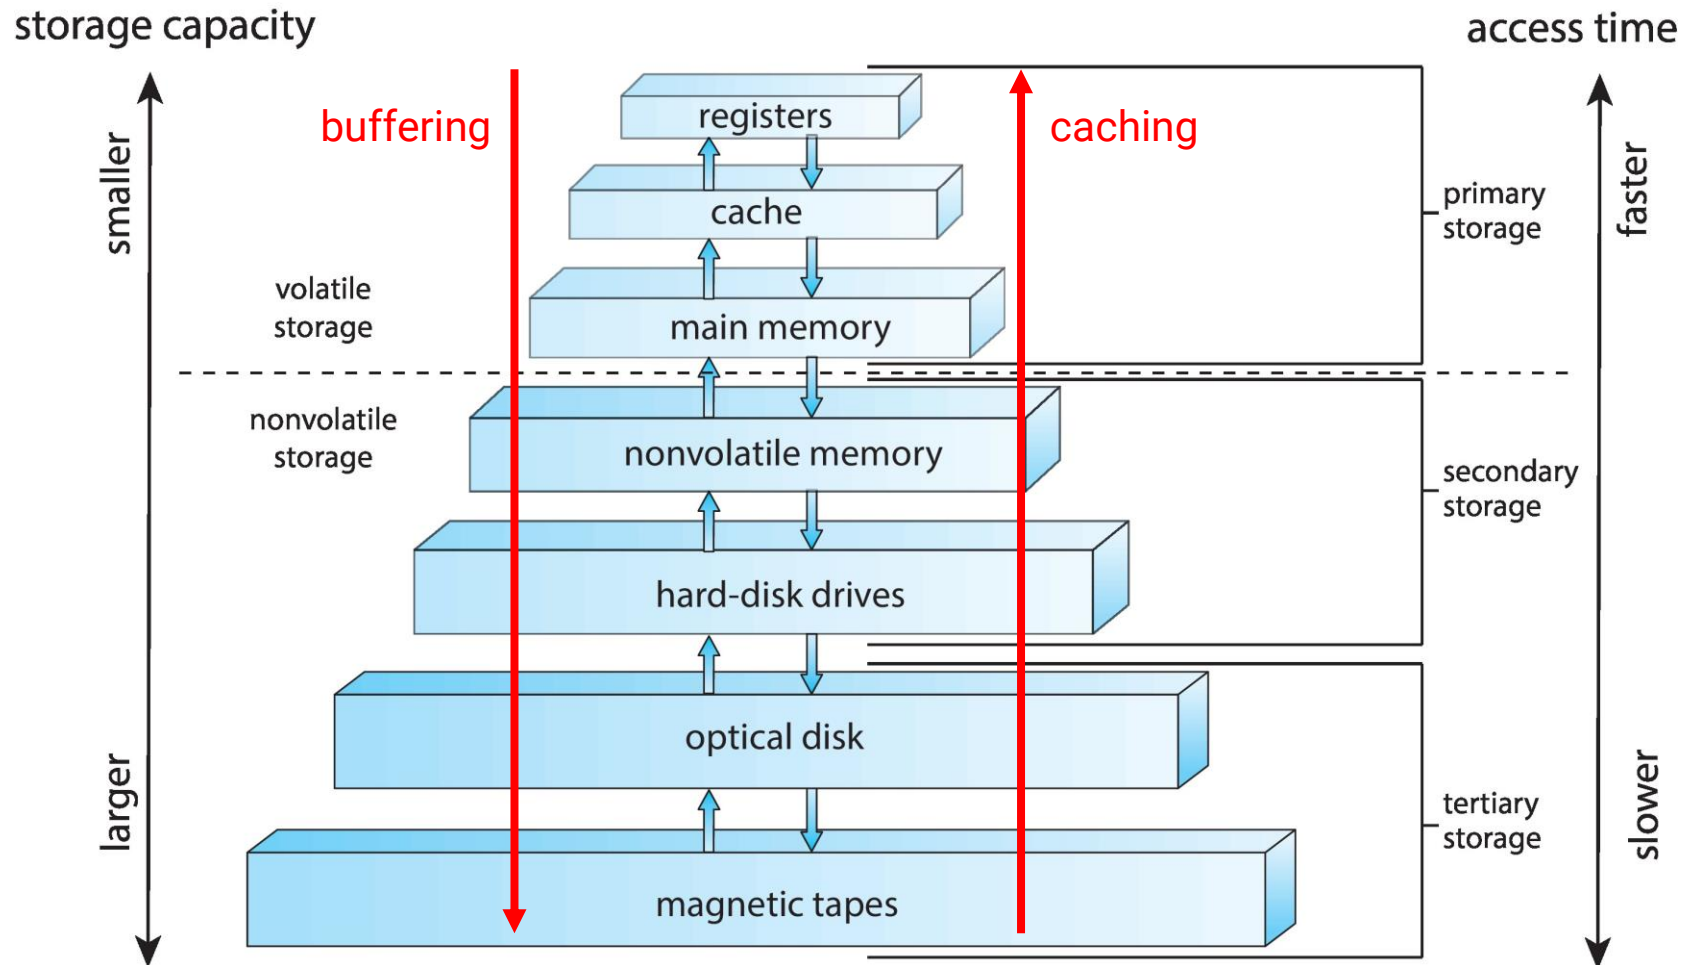 storage capacity
access time
smaller
buffering
registers
caching
faster
cache
primary
storage
volatile
storage
main memory
nonvolatile
storage
nonvolatile memory
secondary
storage
hard-disk drives
optical disk
larger
slower
tertiary
storage
magnetic tapes